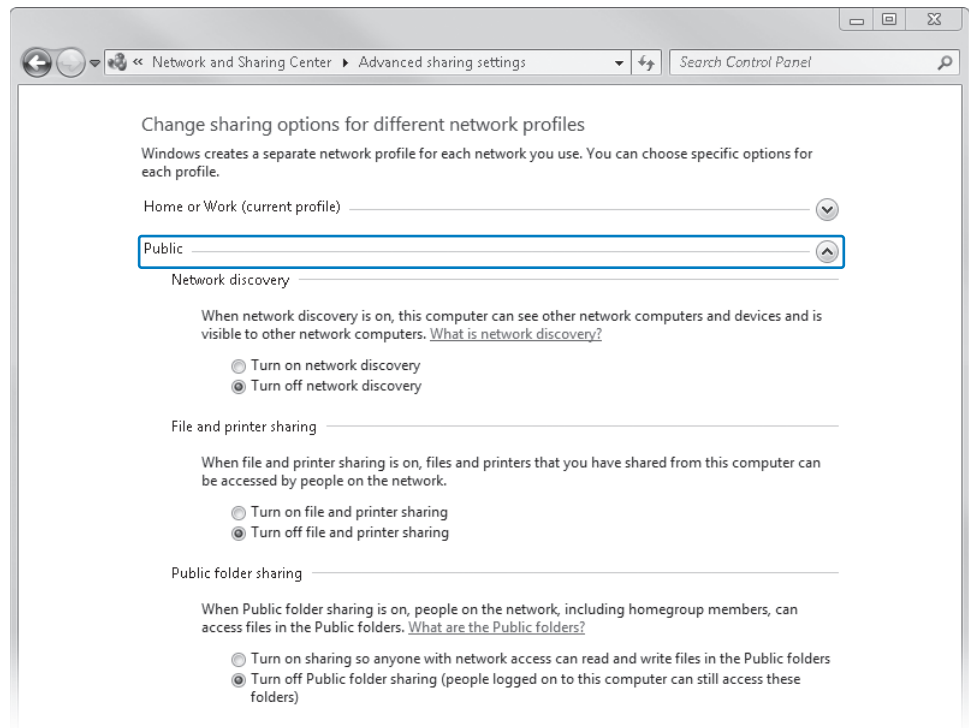 « Network and Sharing Center ▸ Advanced sharing settings
Search Control Panel
Change sharing options for different network profiles
Windows creates a separate network profile for each network you use. You can choose specific options for
each profile.
Home or Work (current profile)
Public
Network discovery
When network discovery is on, this computer can see other network computers and devices and is
visible to other network computers. What is network discovery?
Turn on network discovery
Turn off network discovery
File and printer sharing
When file and printer sharing is on, files and printers that you have shared from this computer can
be accessed by people on the network.
Turn on file and printer sharing
Turn off file and printer sharing
Public folder sharing
When Public folder sharing is on, people on the network, including homegroup members, can
access files in the Public folders. What are the Public folders?
Turn on sharing so anyone with network access can read and write files in the Public folders
Turn off Public folder sharing (people logged on to this computer can still access these
folders)